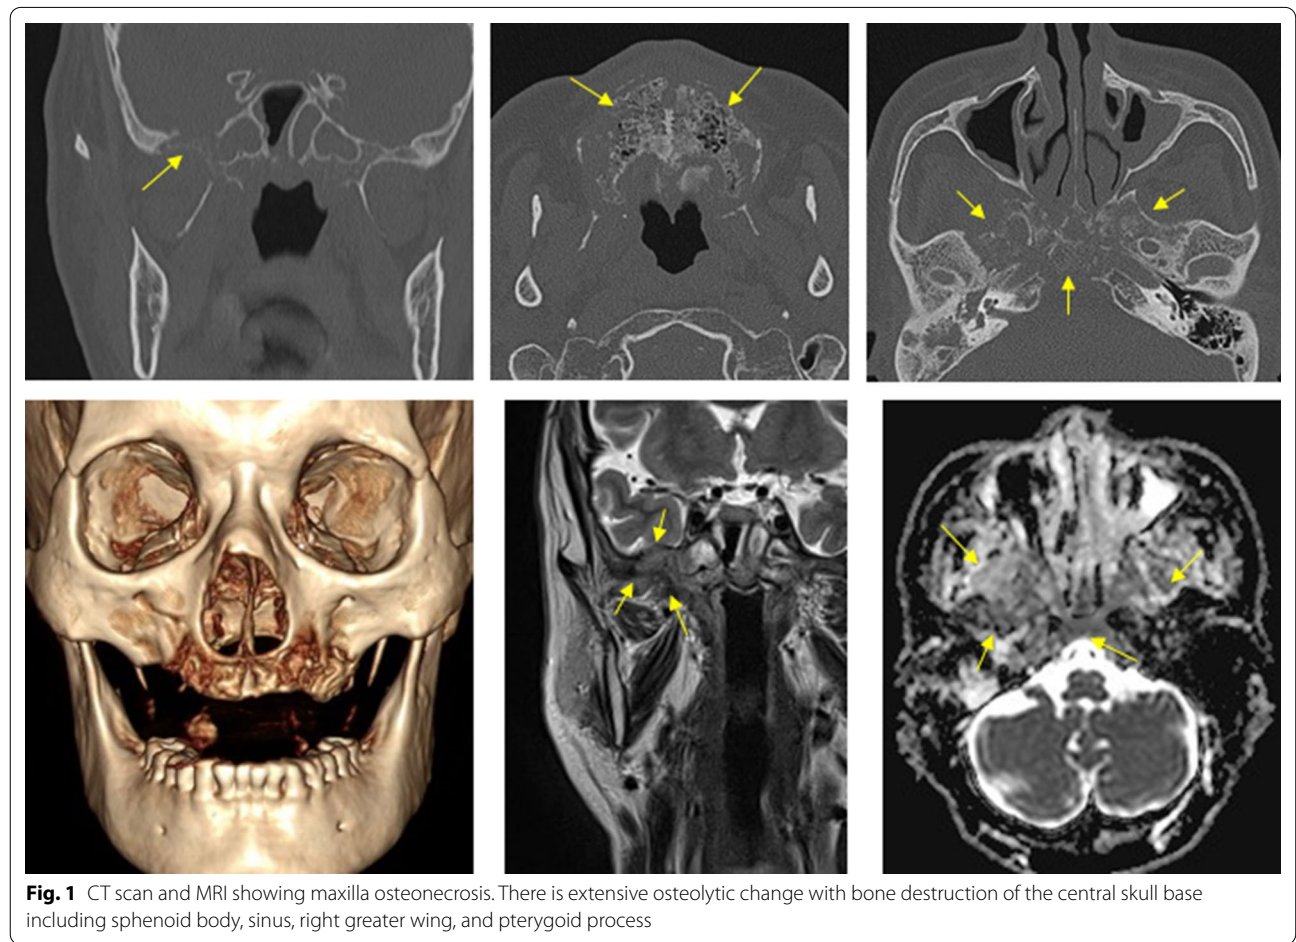 Fig. 1 CT scan and MRI showing maxilla osteonecrosis. There is extensive osteolytic change with bone destruction of the central skull base
including sphenoid body, sinus, right greater wing, and pterygoid process